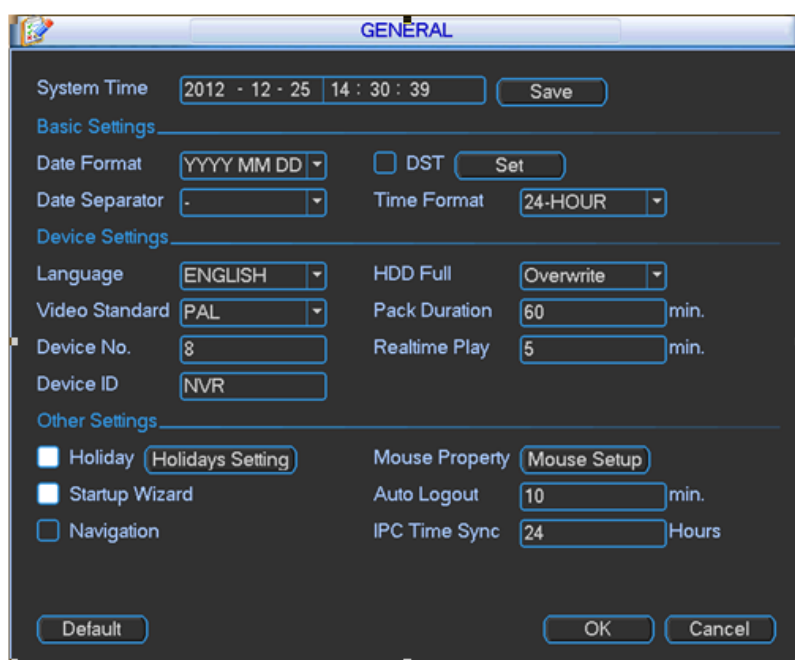 GENERAL
System Time 2012 - 12 - 25 14 : 30 : 39 Save
Basic Settings
Date Format YYYY MM DD DST Set
Date Separator - Time Format 24-HOUR
Device Settings
Language ENGLISH HDD Full Overwrite
Video Standard PAL Pack Duration 60 min.
Device No. 8 Realtime Play 5 min.
Device ID NVR
Other Settings
Holiday Holidays Setting Mouse Property Mouse Setup
Startup Wizard Auto Logout 10 min.
Navigation IPC Time Sync 24 Hours
Default OK Cancel